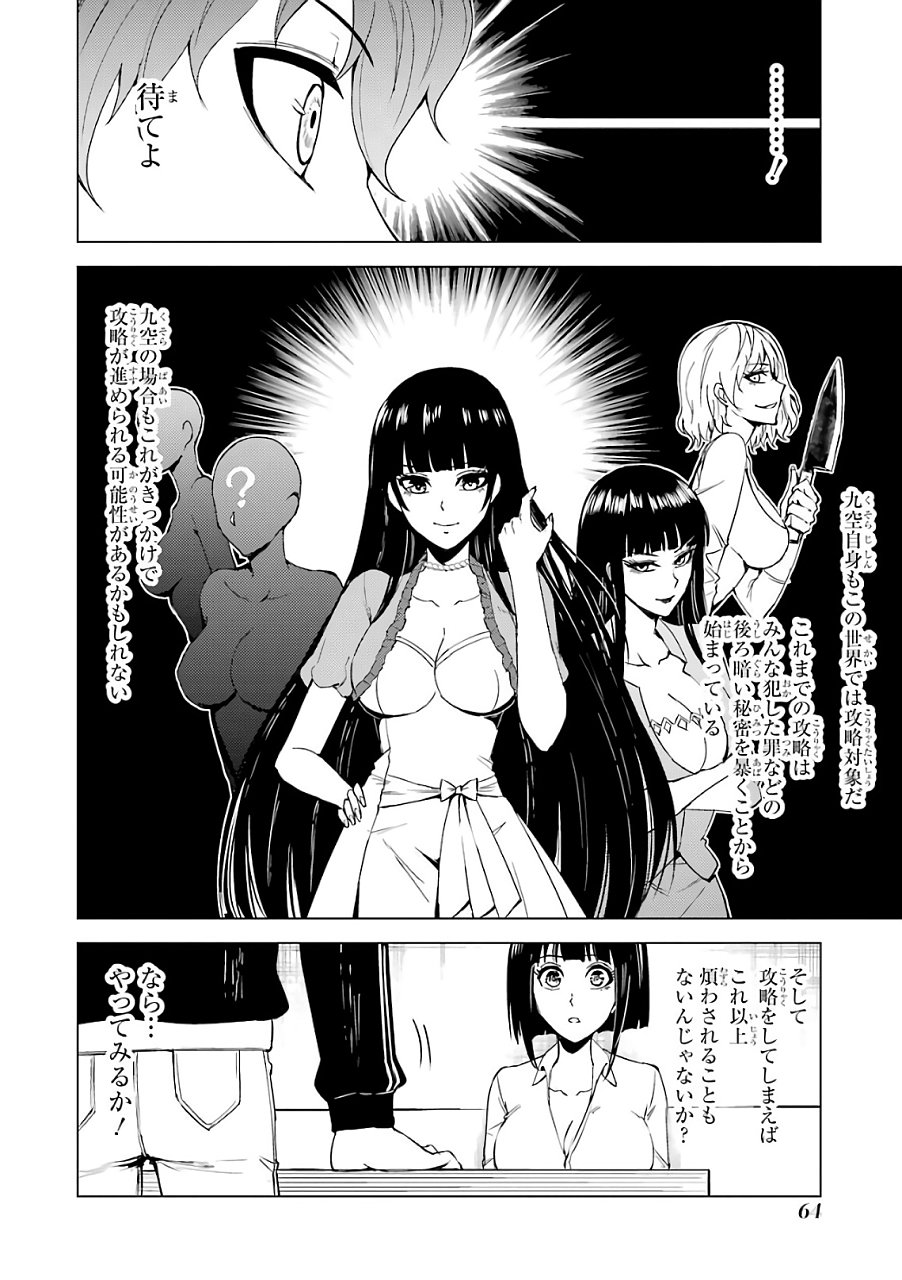 …………！
待てよ
九空自身もこの世界では攻略対象だ
これまでの攻略は
みんな犯した罪などの
後ろ暗い秘密を暴くことから
始まっている
？
九空の場合もこれがきっかけで
攻略が進められる可能性があるかもしれない
そして
攻略をしてしまえば
これ以上
煩わされることも
ないんじゃないか？
なら…
やってみるか！
64